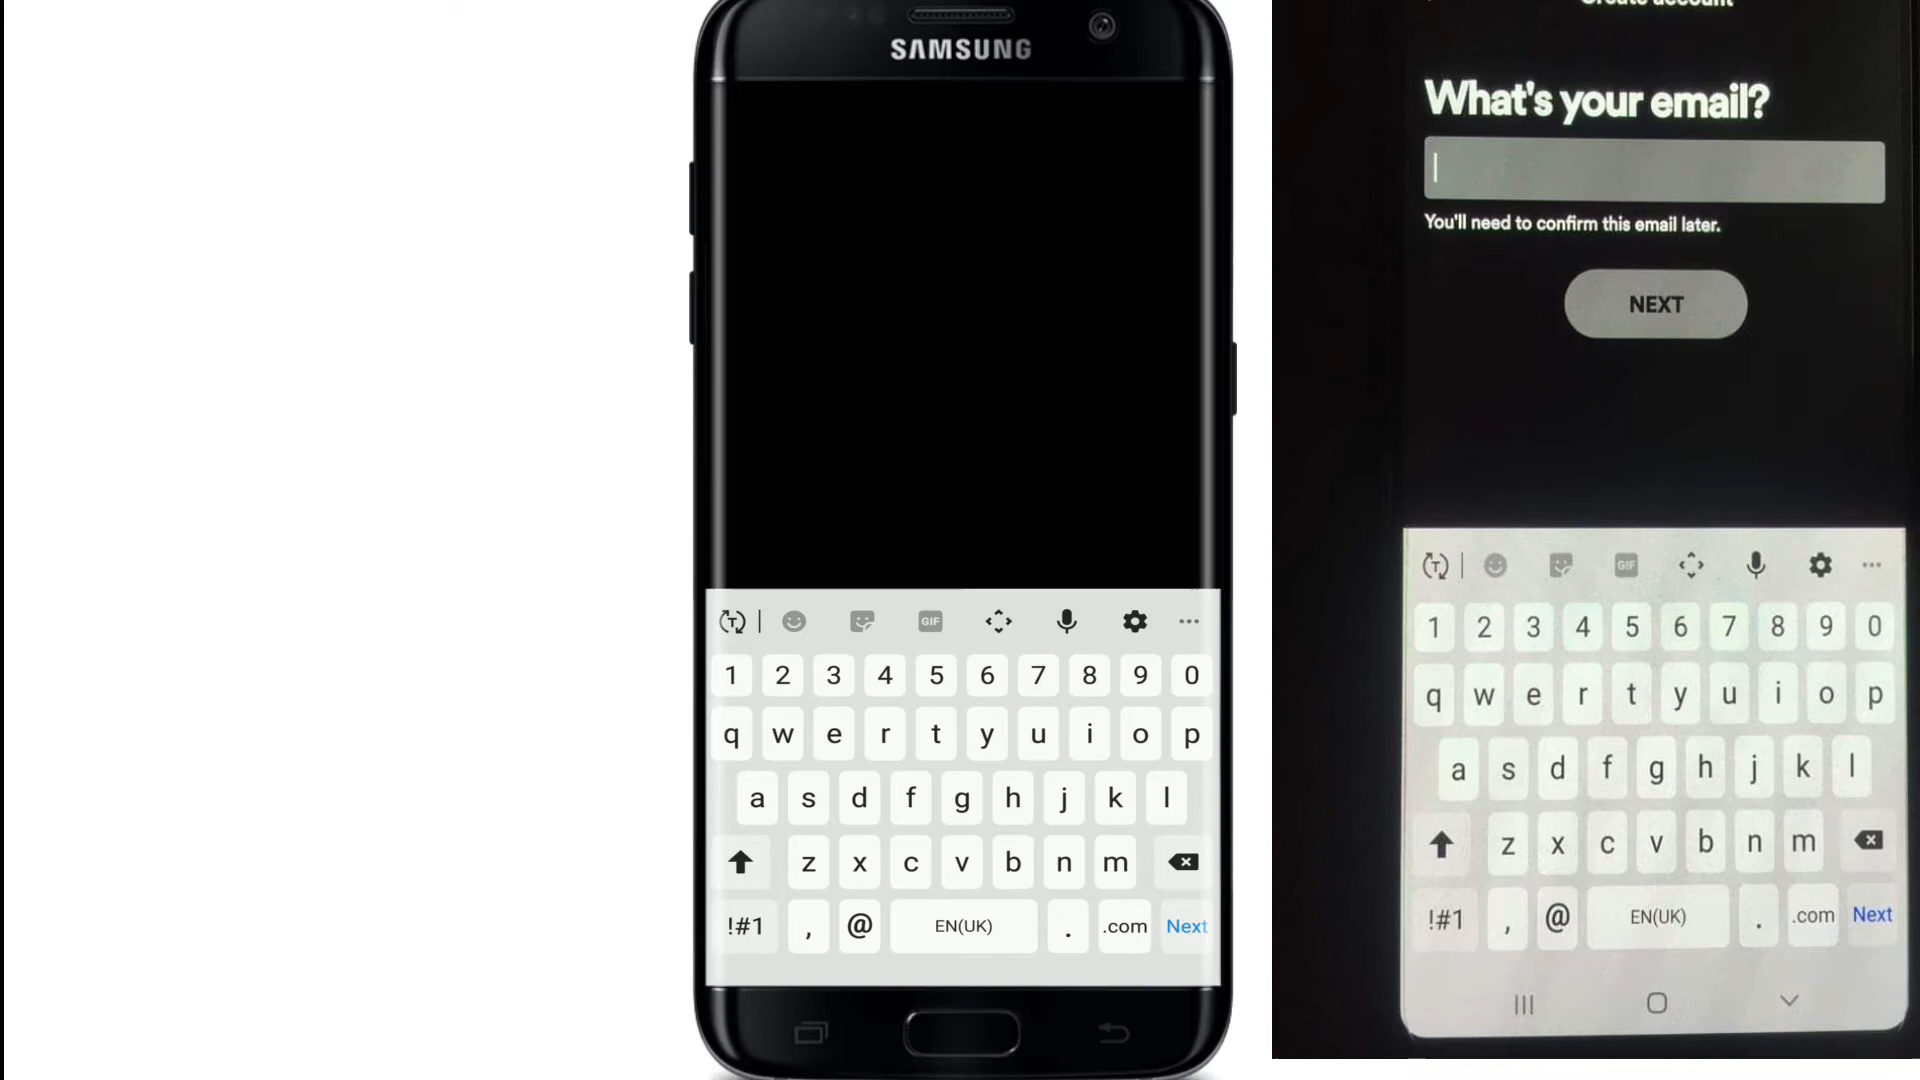 SAMSUNG
GIF
1 2 3 4 5 6 7 8 9 0
q w e r t y u i o p
a s d f g h j k l
z x c v b n m
!#1 , @ EN(UK) . .com Next
Create account
What's your email?
You'll need to confirm this email later.
NEXT
T GIF
1 2 3 4 5 6 7 8 9 0
q w e r t y u i o p
a s d f g h j k l
z x c v b n m
!#1 , @ EN(UK) . .com Next